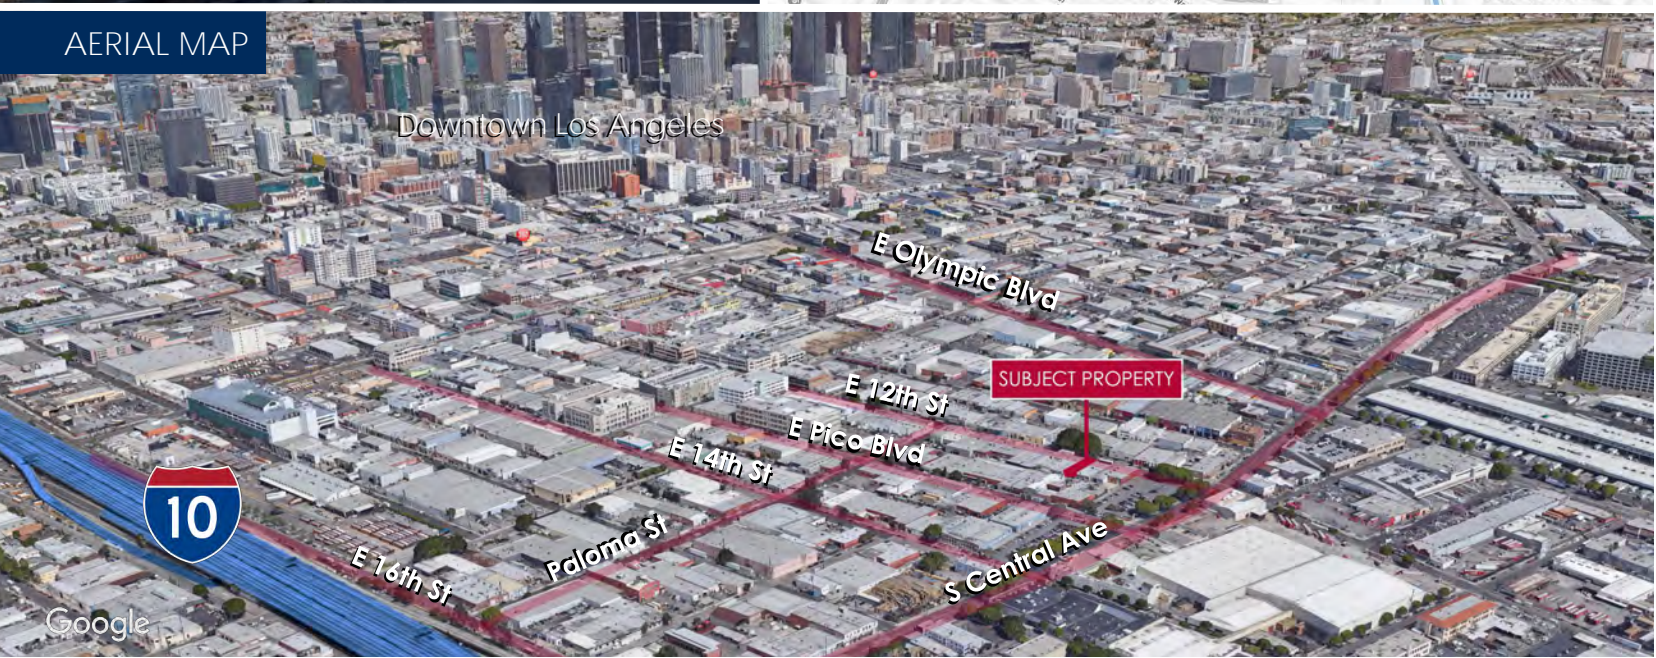 AERIAL MAP
Downtown Los Angeles
E Olympic Blvd
SUBJECT PROPERTY
E 12th St
E Pico Blvd
E 14th St
10
Paloma St
E 16th St
S Central Ave
Google